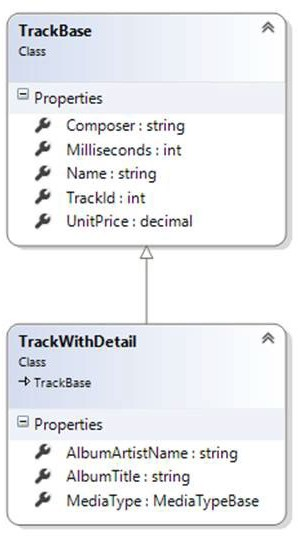 TrackBase
Class
Properties
Composer : string
Milliseconds : int
Name : string
TrackId : int
UnitPrice : decimal
TrackWithDetail
Class
TrackBase
Properties
AlbumArtistName : string
AlbumTitle : string
MediaType : MediaTypeBase